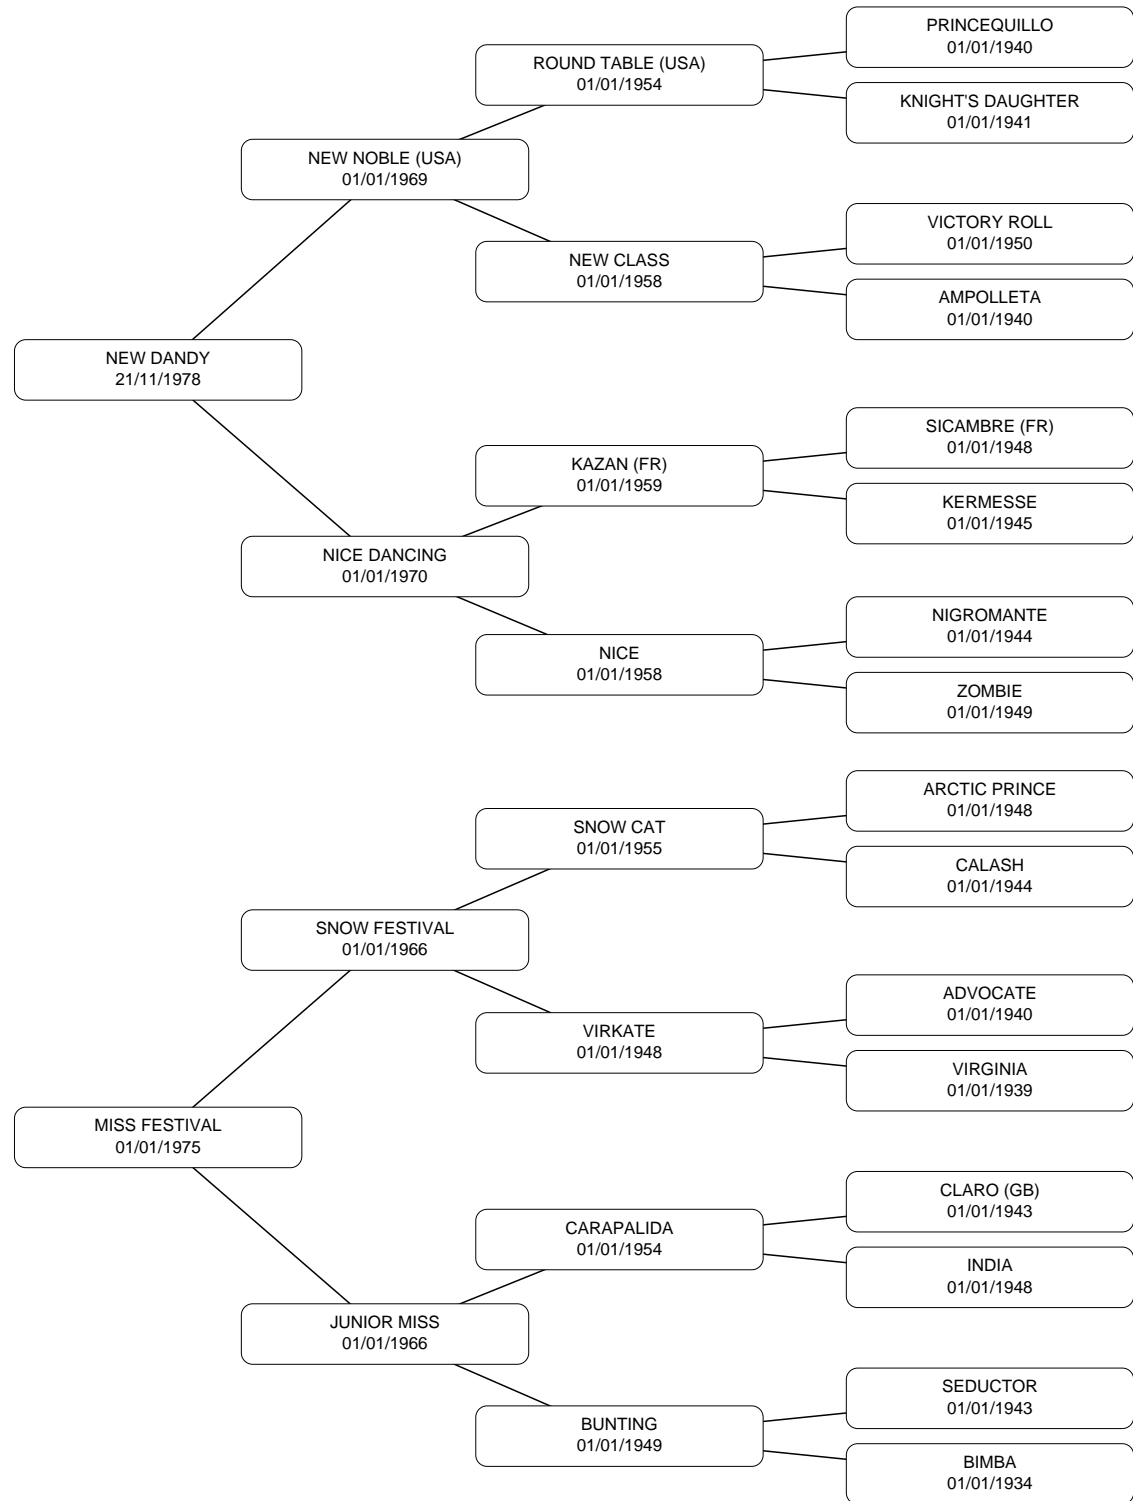 PRINCEQUILLO
01/01/1940
ROUND TABLE (USA)
01/01/1954
KNIGHT'S DAUGHTER
01/01/1941
NEW NOBLE (USA)
01/01/1969
VICTORY ROLL
01/01/1950
NEW CLASS
01/01/1958
AMPOLLETA
01/01/1940
NEW DANDY
21/11/1978
SICAMBRE (FR)
01/01/1948
KAZAN (FR)
01/01/1959
KERMESSE
01/01/1945
NICE DANCING
01/01/1970
NIGROMANTE
01/01/1944
NICE
01/01/1958
ZOMBIE
01/01/1949
ARCTIC PRINCE
01/01/1948
SNOW CAT
01/01/1955
CALASH
01/01/1944
SNOW FESTIVAL
01/01/1966
ADVOCATE
01/01/1940
VIRKATE
01/01/1948
VIRGINIA
01/01/1939
MISS FESTIVAL
01/01/1975
CLARO (GB)
01/01/1943
CARAPALIDA
01/01/1954
INDIA
01/01/1948
JUNIOR MISS
01/01/1966
SEDUCTOR
01/01/1943
BUNTING
01/01/1949
BIMBA
01/01/1934